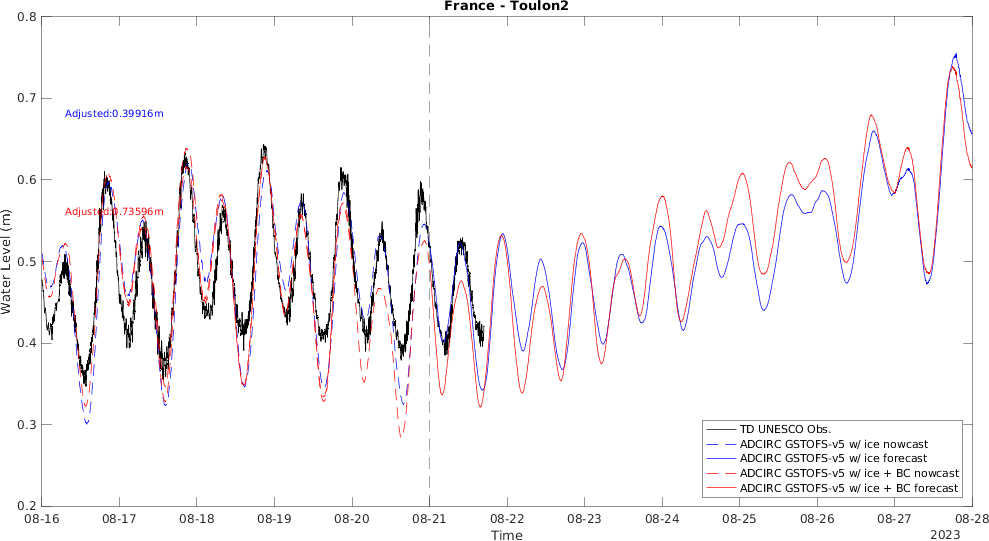 France - Toulon2
0.8
0.7
0.6
0.5
0.4
0.3
0.2
Water Level (m)
Adjusted:0.39916m
Adjusted:0.73596m
TD UNESCO Obs.
ADCIRC GSTOFS-v5 w/ ice nowcast
ADCIRC GSTOFS-v5 w/ ice forecast
ADCIRC GSTOFS-v5 w/ ice + BC nowcast
ADCIRC GSTOFS-v5 w/ ice + BC forecast
08-16 08-17 08-18 08-19 08-20 08-21 08-22 08-23 08-24 08-25 08-26 08-27 08-28
Time
2023